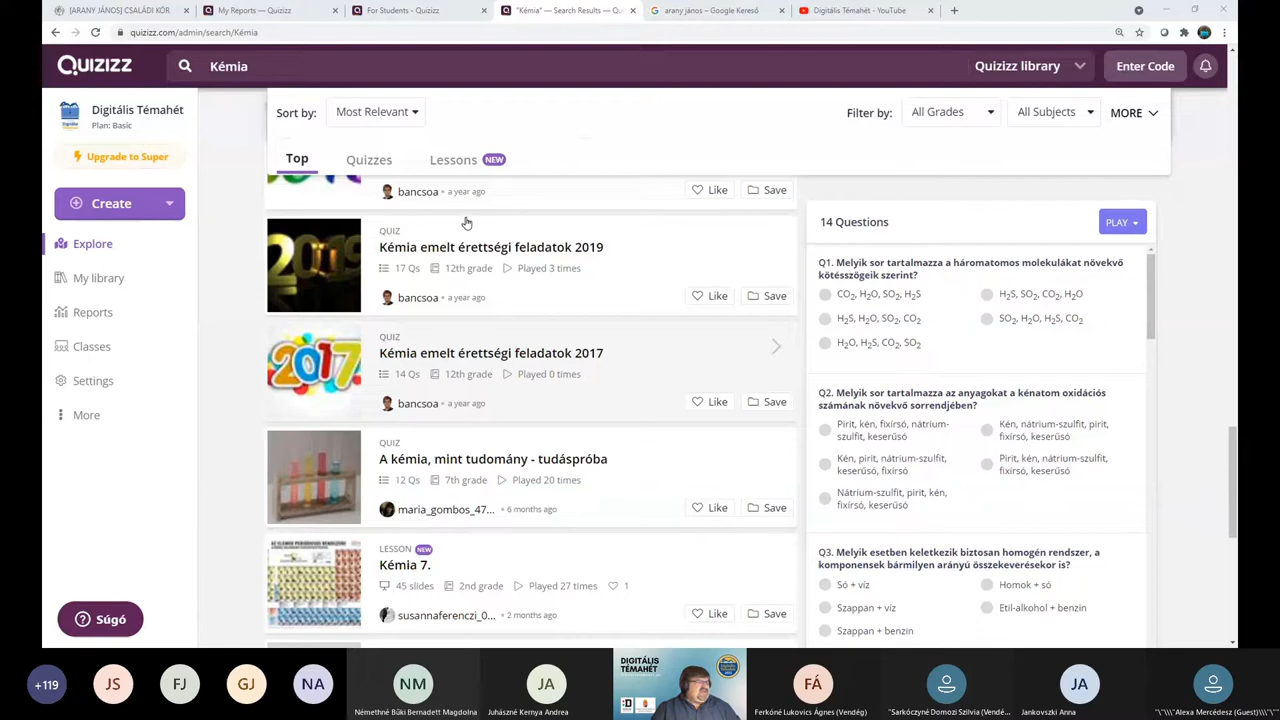 [ARANY JÁNOS] CSALÁDI KÖR
My Reports — Quizizz
For Students - Quizizz
"Kémia" — Search Results — Qu
arany jános – Google Kereső
Digitális Témahét - YouTube
quizizz.com/admin/search/Kémia
Quizizz
Kémia
Quizizz library
Enter Code
Digitális Témahét
Plan: Basic
Upgrade to Super
Create
Explore
My library
Reports
Classes
Settings
More
Súgó
Sort by:
Most Relevant
Filter by:
All Grades
All Subjects
MORE
Top
Quizzes
Lessons NEW
bancsoa • a year ago
Like
Save
QUIZ
Kémia emelt érettségi feladatok 2019
17 Qs
12th grade
Played 3 times
bancsoa • a year ago
Like
Save
2019
QUIZ
Kémia emelt érettségi feladatok 2017
14 Qs
12th grade
Played 0 times
bancsoa • a year ago
Like
Save
2017
QUIZ
A kémia, mint tudomány - tudáspróba
12 Qs
7th grade
Played 20 times
maria_gombos_47... • 6 months ago
Like
Save
LESSON NEW
Kémia 7.
45 slides
2nd grade
Played 27 times
1
susannaferenczi_0... • 2 months ago
Like
Save
14 Questions
PLAY
Q1. Melyik sor tartalmazza a háromatomos molekulákat növekvő
kötésszögeik szerint?
CO₂, H₂O, SO₂, H₂S
H₂S, SO₂, CO₂, H₂O
H₂S, H₂O, SO₂, CO₂
SO₂, H₂O, H₂S, CO₂
H₂O, H₂S, CO₂, SO₂
Q2. Melyik sor tartalmazza az anyagokat a kénatom oxidációs
számának növekvő sorrendjében?
Pirit, kén, fixírsó, nátrium-
szulfit, keserűsó
Kén, nátrium-szulfit, pirit,
fixírsó, keserűsó
Kén, pirit, nátrium-szulfit,
keserűsó, fixírsó
Pirit, kén, nátrium-szulfit,
fixírsó, keserűsó
Nátrium-szulfit, pirit, kén,
fixírsó, keserűsó
Q3. Melyik esetben keletkezik biztosan homogén rendszer, a
komponensek bármilyen arányú összekeverésekor is?
Só + víz
Homok + só
Szappan + víz
Etil-alkohol + benzin
Szappan + benzin
+119
JS
FJ
GJ
NA
NM
Némethné Bűki Bernadett Magdolna
JA
Juhászné Kernya Andrea
DIGITÁLIS
TÉMAHÉT
FÁ
Ferkóné Lukovics Ágnes (Vendég)
"Sarkóczyné Domozi Szilvia (Vendé...
JA
Jankovszki Anna
"\"\\"Alexa Mercédesz (Guest)\\"\"